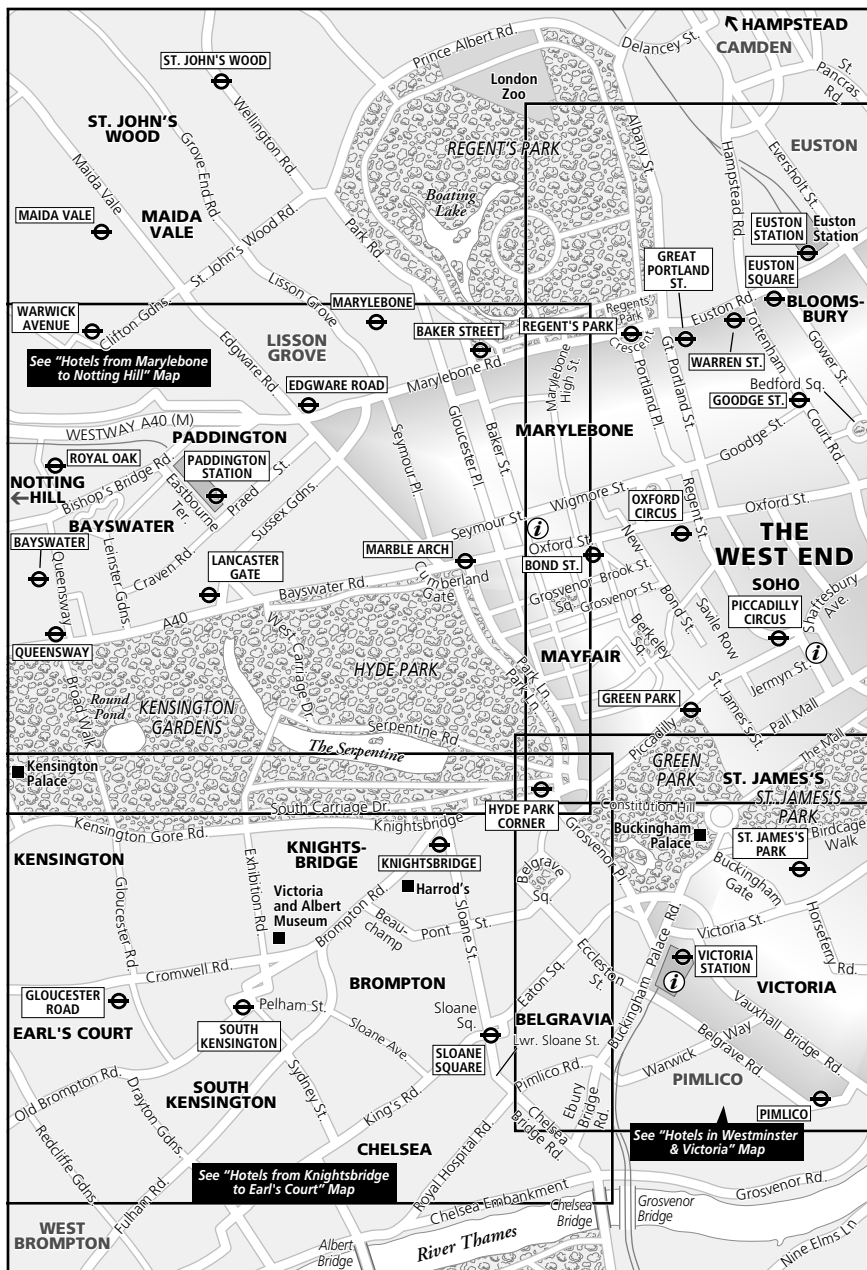 HAMPSTEAD
CAMDEN
Prince Albert Rd.
Delancey St.
St. Pancras Rd.
ST. JOHN'S WOOD
London
Zoo
Wellington Rd.
ST. JOHN'S
WOOD
Albany St.
REGENT'S PARK
Grove End Rd.
Maida Vale
Hampstead Rd.
Eversholt St.
EUSTON
Boating
Lake
MAIDA VALE
MAIDA
VALE
St. John's Wood Rd.
Park Rd.
EUSTON
STATION
Euston
Station
GREAT
PORTLAND
ST.
EUSTON
SQUARE
Lisson Grove
MARYLEBONE
WARWICK
AVENUE
Clifton Gdns.
LISSON
GROVE
BAKER STREET
REGENT'S PARK
Regents'
Park
Crescent
Euston Rd.
BLOOMS-
BURY
See "Hotels from Marylebone
to Notting Hill" Map
Edgware Rd.
Marylebone Rd.
Marylebone
High St.
WARREN ST.
Tottenham
Court Rd.
Gower St.
EDGWARE ROAD
Portland Pl.
Gt. Portland St.
Bedford Sq.
GOODGE ST.
WESTWAY A40 (M)
PADDINGTON
Seymour Pl.
Gloucester Pl.
Baker St.
MARYLEBONE
Goodge St.
ROYAL OAK
PADDINGTON
STATION
NOTTING
HILL
Bishop's Bridge Rd.
Eastbourne
Ter.
Praed St.
Sussex Gdns.
Wigmore St.
Regent St.
OXFORD
CIRCUS
Oxford St.
BAYSWATER
Seymour St.
i
Oxford St.
New
Bond St.
THE
WEST END
BAYSWATER
Queensway
Leinster Gdns.
Craven Rd.
LANCASTER
GATE
MARBLE ARCH
BOND ST.
Cumberland
Gate
Brook St.
Grosvenor
Sq.
Grosvenor St.
SOHO
Savile Row
Shaftesbury
Ave.
Bayswater Rd.
A40
PICCADILLY
CIRCUS
QUEENSWAY
West Carriage Dr.
HYDE PARK
Park Ln.
Park Ln.
MAYFAIR
Berkeley
Sq.
i
Jermyn St.
Broad Walk
Round
Pond
KENSINGTON
GARDENS
GREEN PARK
St. James's St.
Pall Mall
Serpentine Rd.
The Serpentine
Piccadilly
The Mall
Kensington
Palace
GREEN
PARK
ST. JAMES'S
ST. JAMES'S
PARK
South Carriage Dr.
HYDE PARK
CORNER
Constitution Hill
Kensington Gore Rd.
Knightsbridge
Buckingham
Palace
Birdcage
Walk
KENSINGTON
KNIGHTS-
BRIDGE
KNIGHTSBRIDGE
Grosvenor Pl.
ST. JAMES'S
PARK
Gloucester Rd.
Exhibition Rd.
Victoria
and Albert
Museum
Brompton Rd.
Harrod's
Sloane St.
Belgrave
Sq.
Buckingham
Gate
Horseferry
Rd.
Beau-
champ
Pont St.
Victoria St.
Cromwell Rd.
Buckingham Palace Rd.
VICTORIA
STATION
i
BROMPTON
Eccleston
St.
Eaton Sq.
VICTORIA
GLOUCESTER
ROAD
EARL'S COURT
Pelham St.
SOUTH
KENSINGTON
Sloane
Sq.
SLOANE
SQUARE
BELGRAVIA
Lwr. Sloane St.
Vauxhall Bridge Rd.
Belgrave Rd.
Sloane Ave.
Warwick Way
Pimlico Rd.
PIMLICO
Old Brompton Rd.
SOUTH
KENSINGTON
Sydney St.
King's Rd.
Ebury
Bridge
Rd.
PIMLICO
Drayton Gdns.
Chelsea
Bridge Rd.
CHELSEA
Royal Hospital Rd.
See "Hotels in Westminster
& Victoria" Map
Redcliffe Gdns.
Fulham Rd.
See "Hotels from Knightsbridge
to Earl's Court" Map
Chelsea Embankment
Grosvenor Rd.
Chelsea
Bridge
Grosvenor
Bridge
WEST
BROMPTON
Albert
Bridge
River Thames
Nine Elms Ln